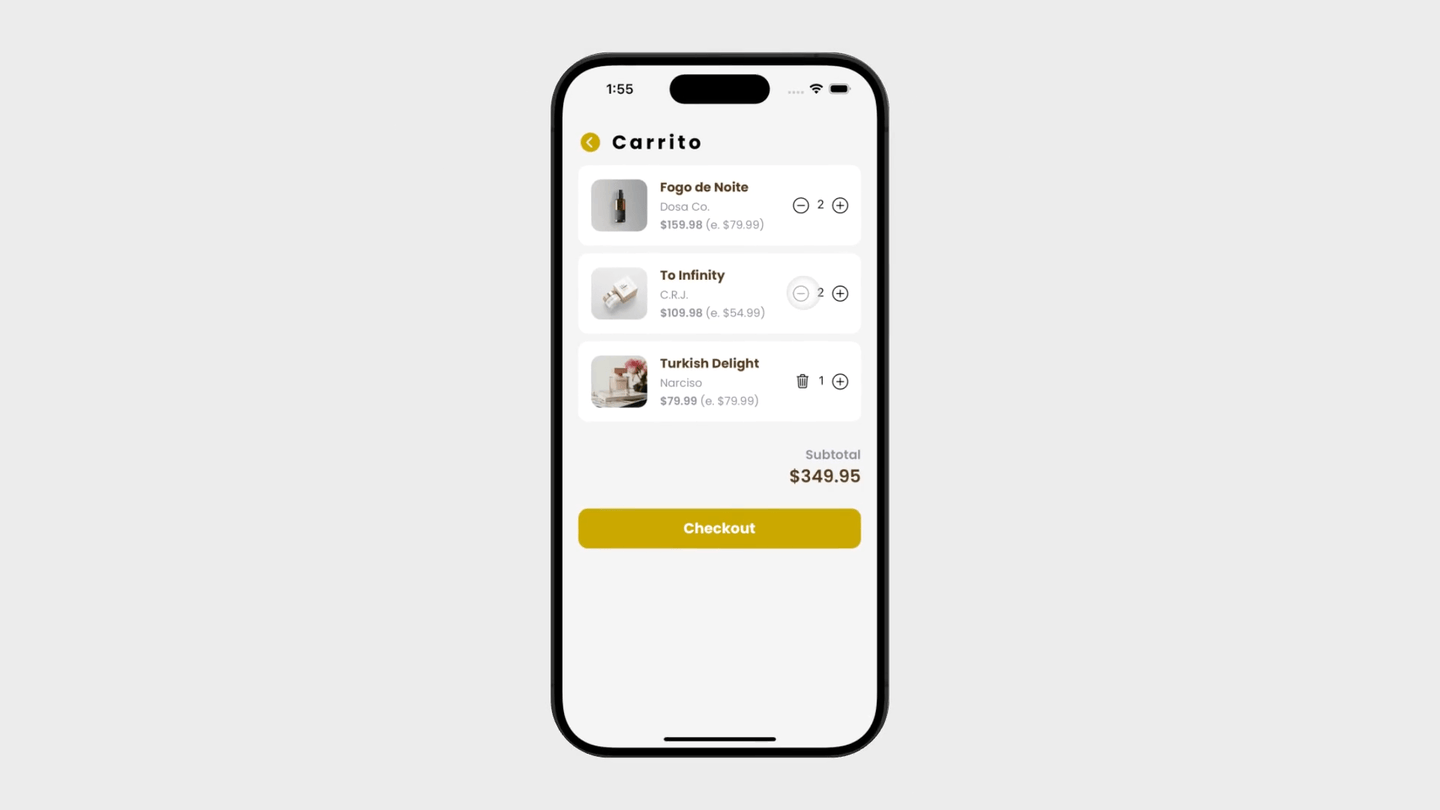 1:55
Carrito
Fogo de Noite
Dosa Co.
$159.98 (e. $79.99)
2
To Infinity
C.R.J.
$109.98 (e. $54.99)
2
Turkish Delight
Narciso
$79.99 (e. $79.99)
1
Subtotal
$349.95
Checkout